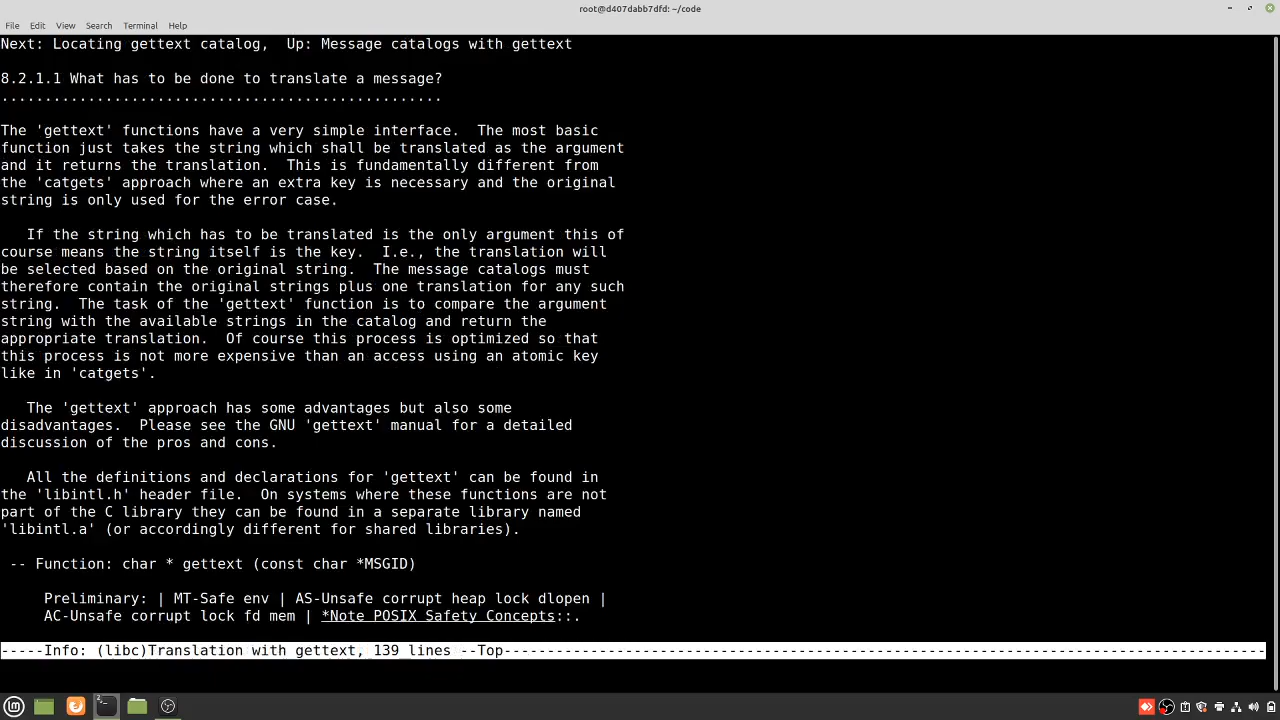 root@d407dabb7dfd: ~/code
File Edit View Search Terminal Help
Next: Locating gettext catalog,  Up: Message catalogs with gettext
8.2.1.1 What has to be done to translate a message?
...................................................
The 'gettext' functions have a very simple interface.  The most basic
function just takes the string which shall be translated as the argument
and it returns the translation.  This is fundamentally different from
the 'catgets' approach where an extra key is necessary and the original
string is only used for the error case.
If the string which has to be translated is the only argument this of
course means the string itself is the key.  I.e., the translation will
be selected based on the original string.  The message catalogs must
therefore contain the original strings plus one translation for any such
string.  The task of the 'gettext' function is to compare the argument
string with the available strings in the catalog and return the
appropriate translation.  Of course this process is optimized so that
this process is not more expensive than an access using an atomic key
like in 'catgets'.
The 'gettext' approach has some advantages but also some
disadvantages.  Please see the GNU 'gettext' manual for a detailed
discussion of the pros and cons.
All the definitions and declarations for 'gettext' can be found in
the 'libintl.h' header file.  On systems where these functions are not
part of the C library they can be found in a separate library named
'libintl.a' (or accordingly different for shared libraries).
-- Function: char * gettext (const char *MSGID)
Preliminary: | MT-Safe env | AS-Unsafe corrupt heap lock dlopen |
AC-Unsafe corrupt lock fd mem | *Note POSIX Safety Concepts::.
-----Info: (libc)Translation with gettext, 139 lines --Top----------------------------------------------------------------------------------------